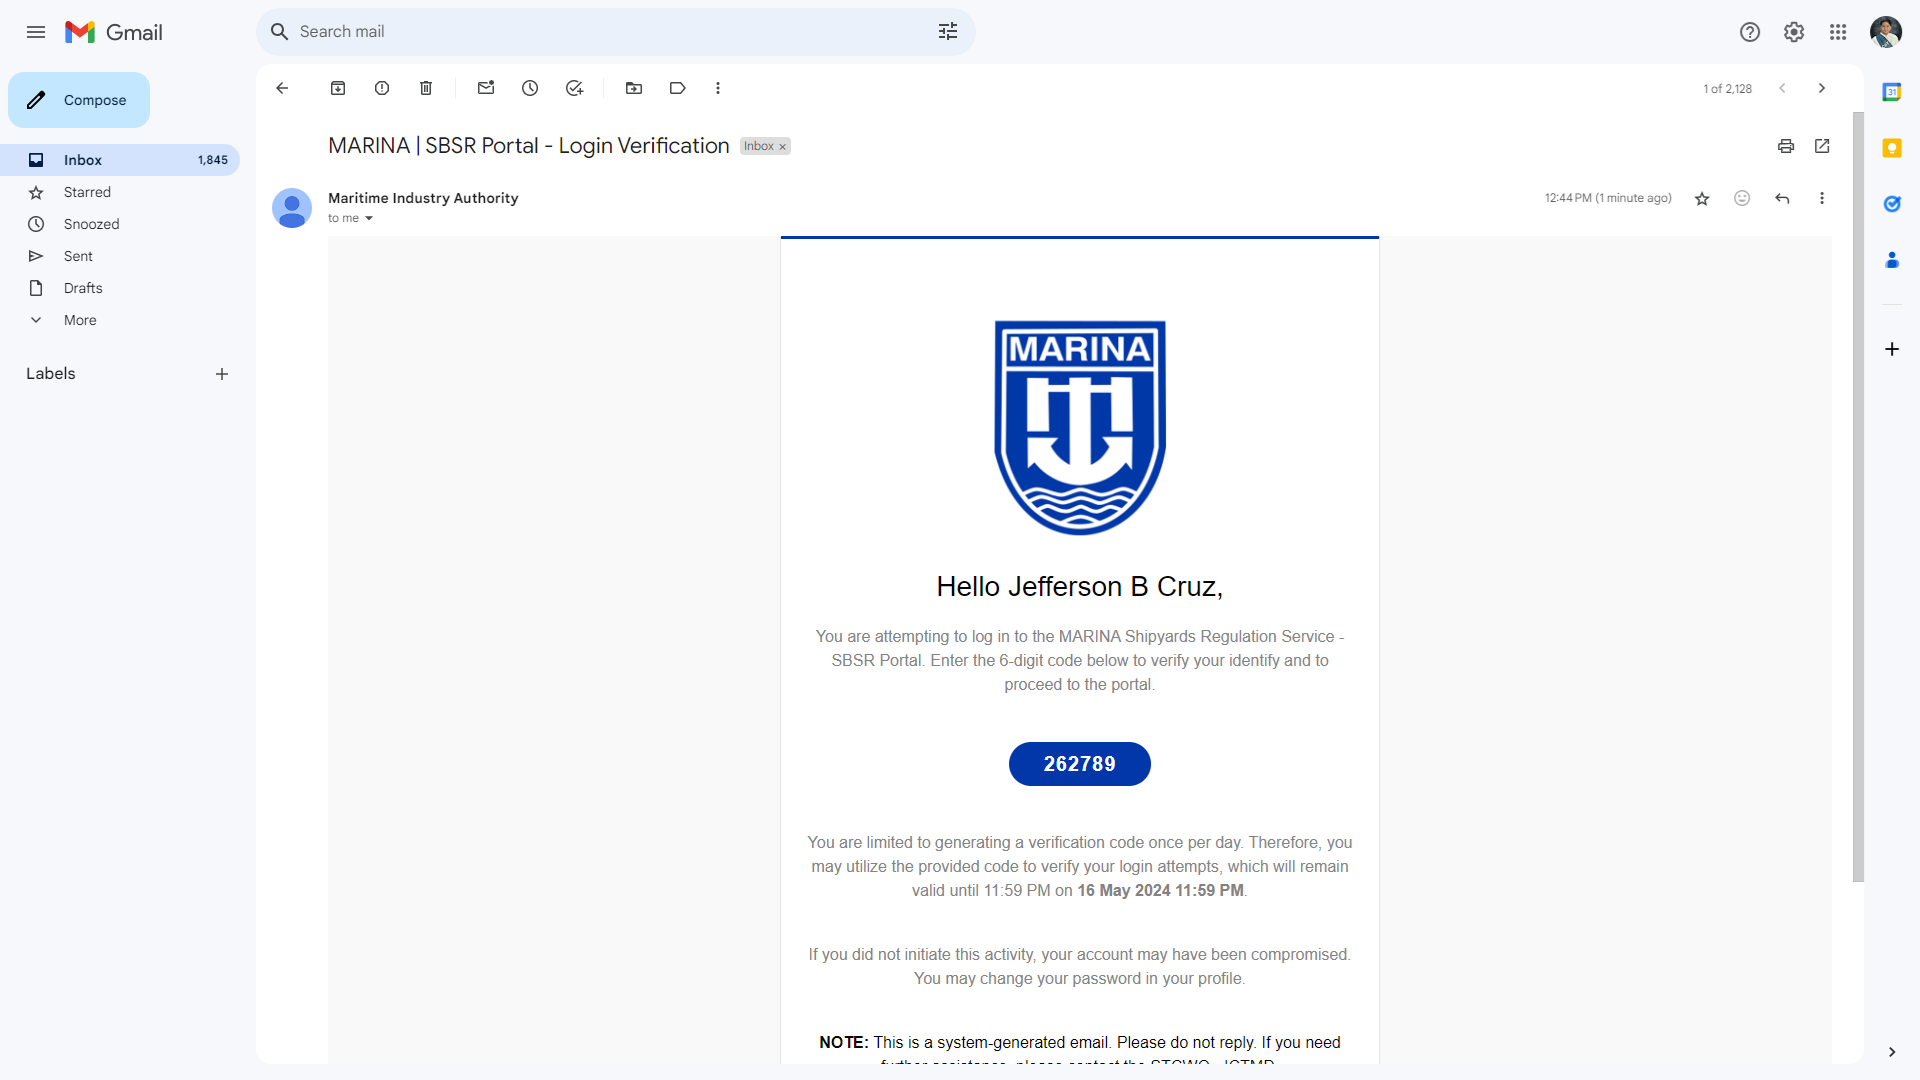 Gmail
Search mail
Compose
1 of 2,128
Inbox 1,845
Starred
Snoozed
Sent
Drafts
More
Labels
MARINA | SBSR Portal - Login Verification Inbox ×
Maritime Industry Authority
12:44 PM (1 minute ago)
to me
31
MARINA
Hello Jefferson B Cruz,
You are attempting to log in to the MARINA Shipyards Regulation Service -
SBSR Portal. Enter the 6-digit code below to verify your identify and to
proceed to the portal.
262789
You are limited to generating a verification code once per day. Therefore, you
may utilize the provided code to verify your login attempts, which will remain
valid until 11:59 PM on 16 May 2024 11:59 PM.
If you did not initiate this activity, your account may have been compromised.
You may change your password in your profile.
NOTE: This is a system-generated email. Please do not reply. If you need
further assistance, please contact the